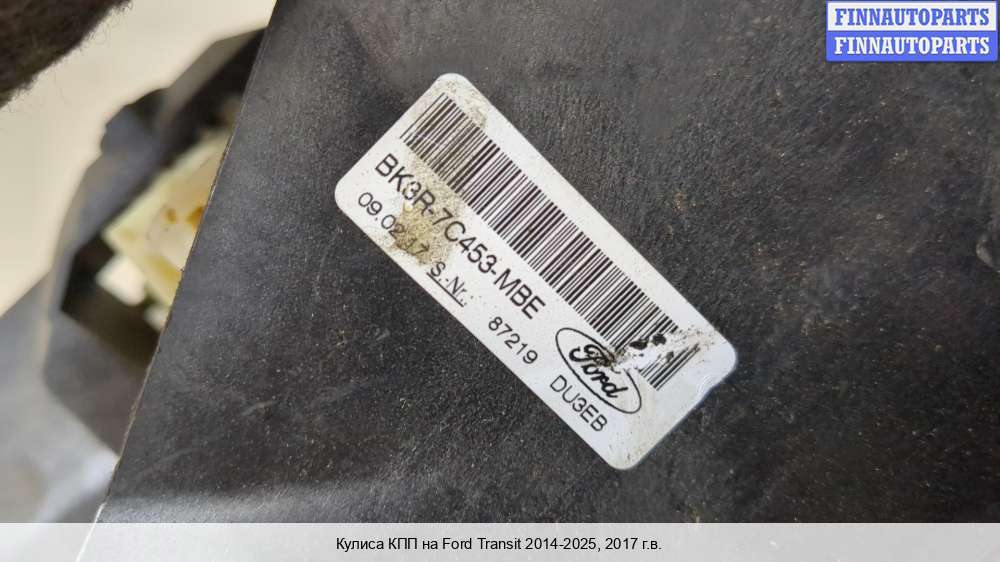 FINNAUTOPARTS
FINNAUTOPARTS
BK3R-7C453-MBE
09.02.17 S.-Nr.: 87219 DU3EB
Ford
Кулиса КПП на Ford Transit 2014-2025, 2017 г.в.